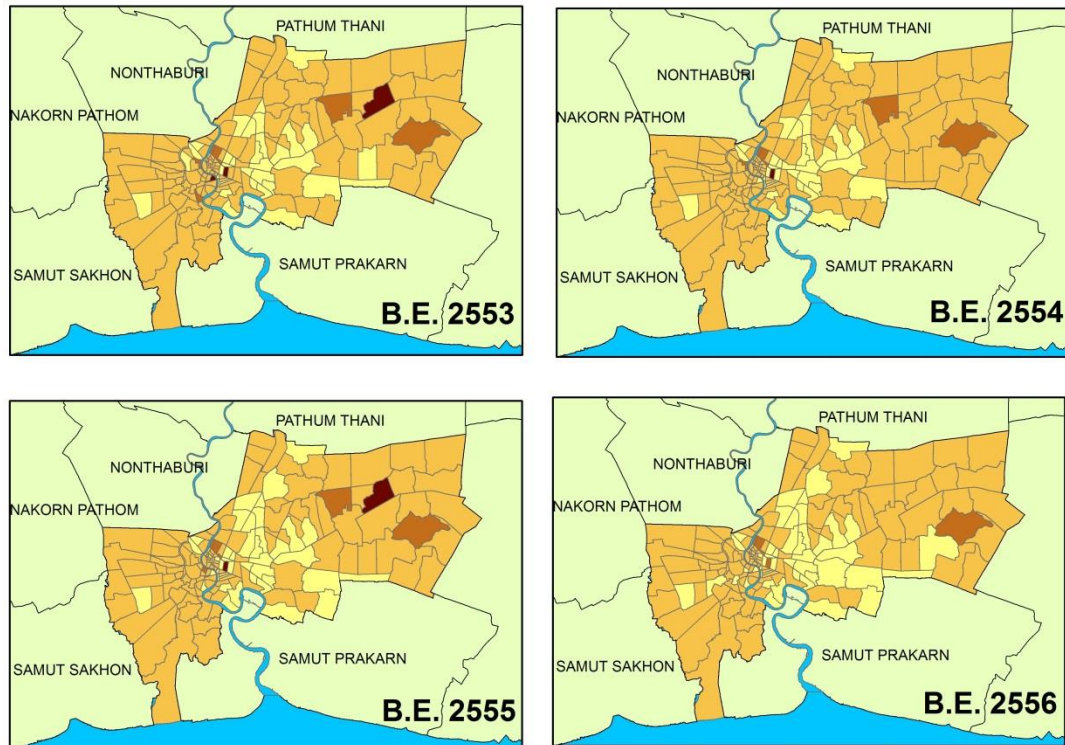 PATHUM THANI
NONTHABURI
NAKORN PATHOM
SAMUT SAKHON
SAMUT PRAKARN
B.E. 2553
PATHUM THANI
NONTHABURI
NAKORN PATHOM
SAMUT SAKHON
SAMUT PRAKARN
B.E. 2554
PATHUM THANI
NONTHABURI
NAKORN PATHOM
SAMUT SAKHON
SAMUT PRAKARN
B.E. 2555
PATHUM THANI
NONTHABURI
NAKORN PATHOM
SAMUT SAKHON
SAMUT PRAKARN
B.E. 2556